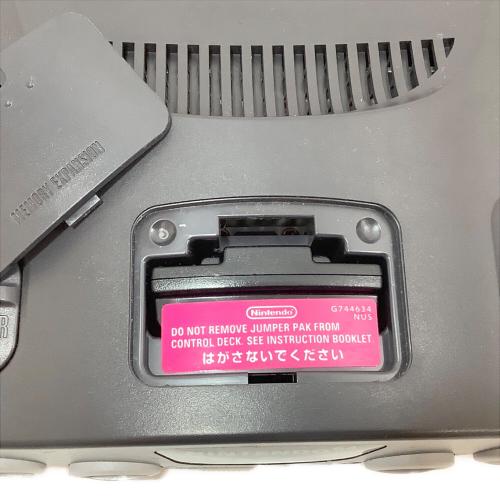 MEMORY EXPANSION
Nintendo
G744634
NUS
DO NOT REMOVE JUMPER PAK FROM
CONTROL DECK. SEE INSTRUCTION BOOKLET
はがさないでください